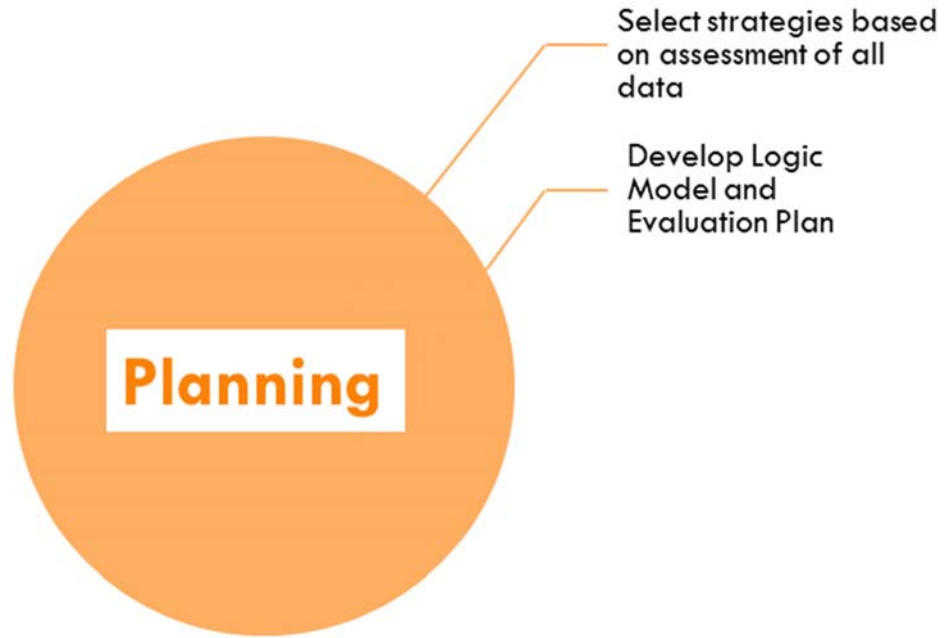 Select strategies based
on assessment of all
data
Develop Logic
Model and
Evaluation Plan
Planning